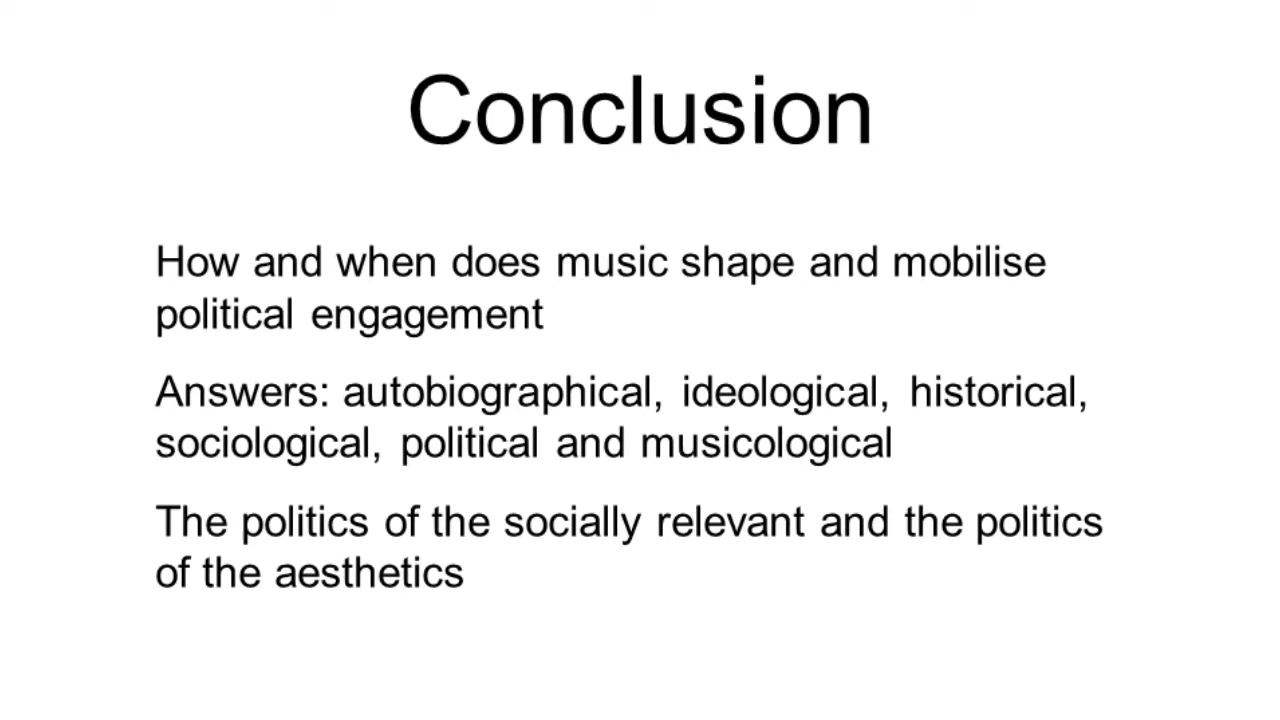 Conclusion
How and when does music shape and mobilise
political engagement
Answers: autobiographical, ideological, historical,
sociological, political and musicological
The politics of the socially relevant and the politics
of the aesthetics